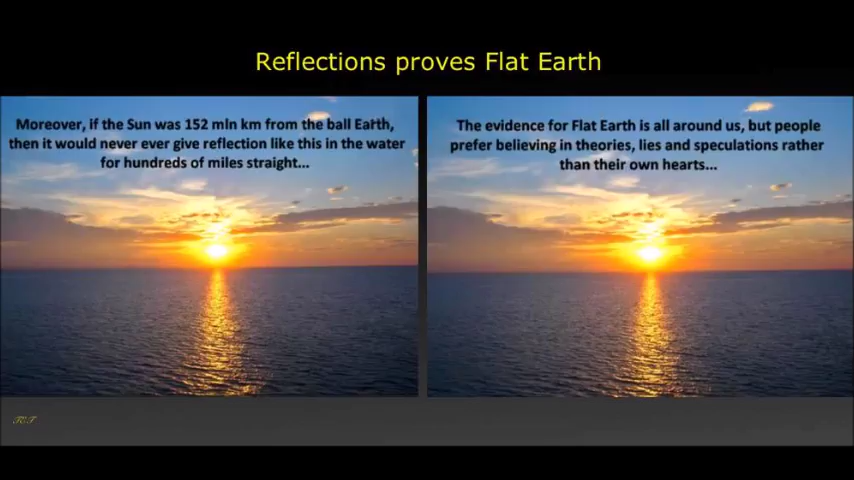 Reflections proves Flat Earth
Moreover, if the Sun was 152 mln km from the ball Earth,
then it would never ever give reflection like this in the water
for hundreds of miles straight...
The evidence for Flat Earth is all around us, but people
prefer believing in theories, lies and speculations rather
than their own hearts...